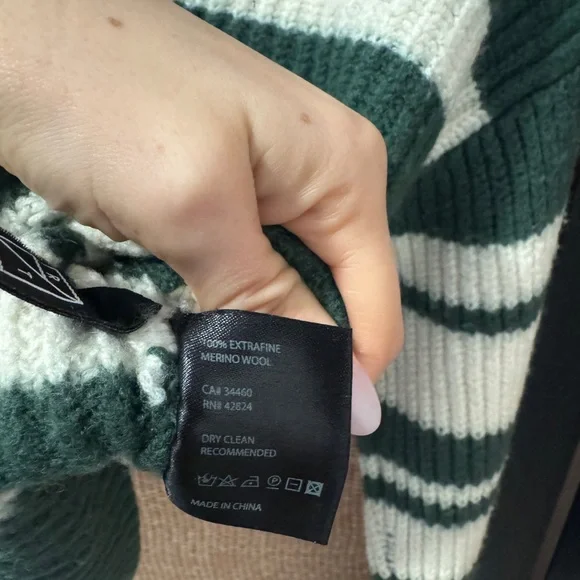 100% EXTRAFINE
MERINO WOOL
CA# 34460
RN# 42824
DRY CLEAN
RECOMMENDED
MADE IN CHINA